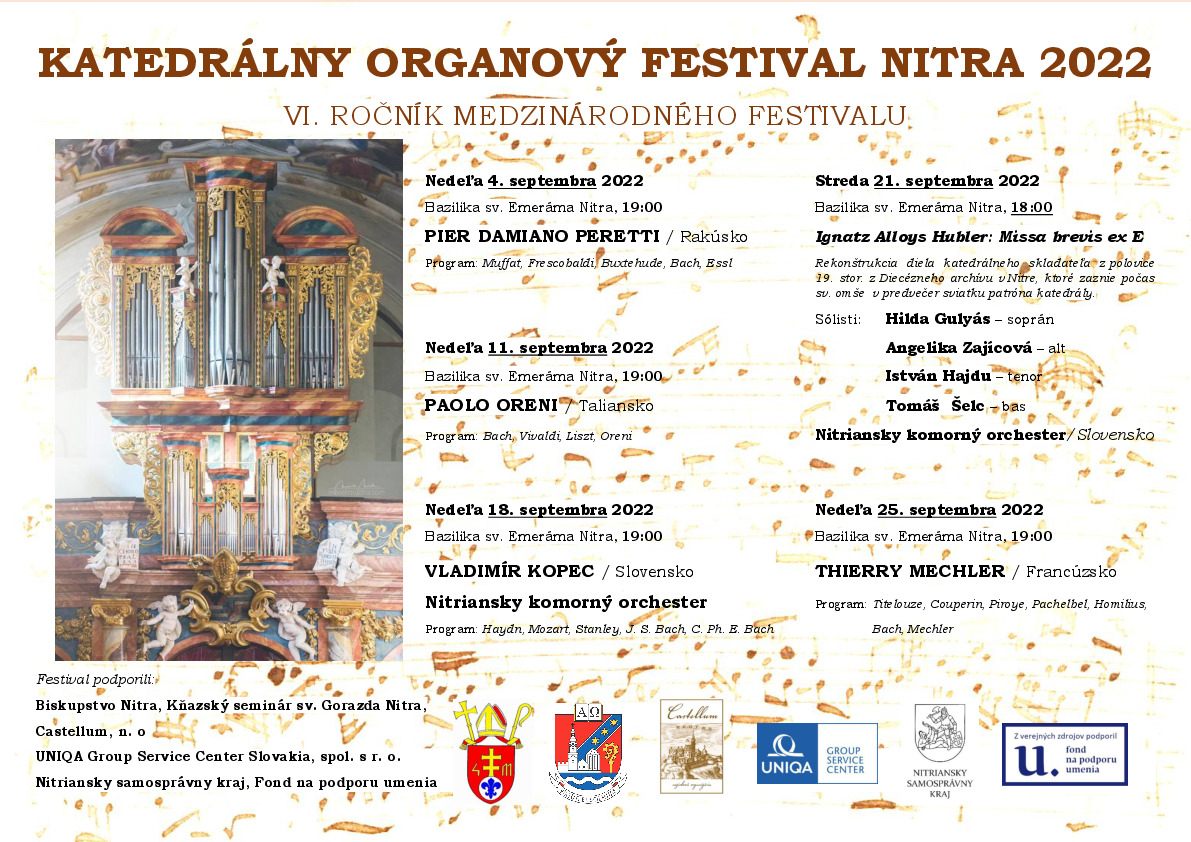 KATEDRÁLNY ORGANOVÝ FESTIVAL NITRA 2022
VI. ROČNÍK MEDZINÁRODNÉHO FESTIVALU
Nedeľa 4. septembra 2022
Bazilika sv. Emeráma Nitra, 19:00
PIER DAMIANO PERETTI / Rakúsko
Program: Muffat, Frescobaldi, Buxtehude, Bach, Essl
Nedeľa 11. septembra 2022
Bazilika sv. Emeráma Nitra, 19:00
PAOLO ORENI / Taliansko
Program: Bach, Vivaldi, Liszt, Oreni
Nedeľa 18. septembra 2022
Bazilika sv. Emeráma Nitra, 19:00
VLADIMÍR KOPEC / Slovensko
Nitriansky komorný orchester
Program: Haydn, Mozart, Stanley, J. S. Bach, C. Ph. E. Bach
Streda 21. septembra 2022
Bazilika sv. Emeráma Nitra, 18:00
Ignatz Alloys Hubler: Missa brevis ex E
Rekonštrukcia diela katedrálneho skladateľa z polovice
19. stor. z Diecézneho archívu v Nitre, ktoré zaznie počas
sv. omše v predvečer sviatku patróna katedrály.
Sólisti: Hilda Gulyás – soprán
Angelika Zajícová – alt
István Hajdu – tenor
Tomáš Šelc – bas
Nitriansky komorný orchester/Slovensko
Nedeľa 25. septembra 2022
Bazilika sv. Emeráma Nitra, 19:00
THIERRY MECHLER / Francúzsko
Program: Titelouze, Couperin, Piroye, Pachelbel, Homilius,
Bach, Mechler
Festival podporili:
Biskupstvo Nitra, Kňazský seminár sv. Gorazda Nitra,
Castellum, n. o
UNIQA Group Service Center Slovakia, spol. s r. o.
Nitriansky samosprávny kraj, Fond na podporu umenia
Α Ω
Castellum
UNIQA
GROUP
SERVICE
CENTER
NITRIANSKY
SAMOSPRÁVNY
KRAJ
Z verejných zdrojov podporil
u.
fond
na podporu
umenia